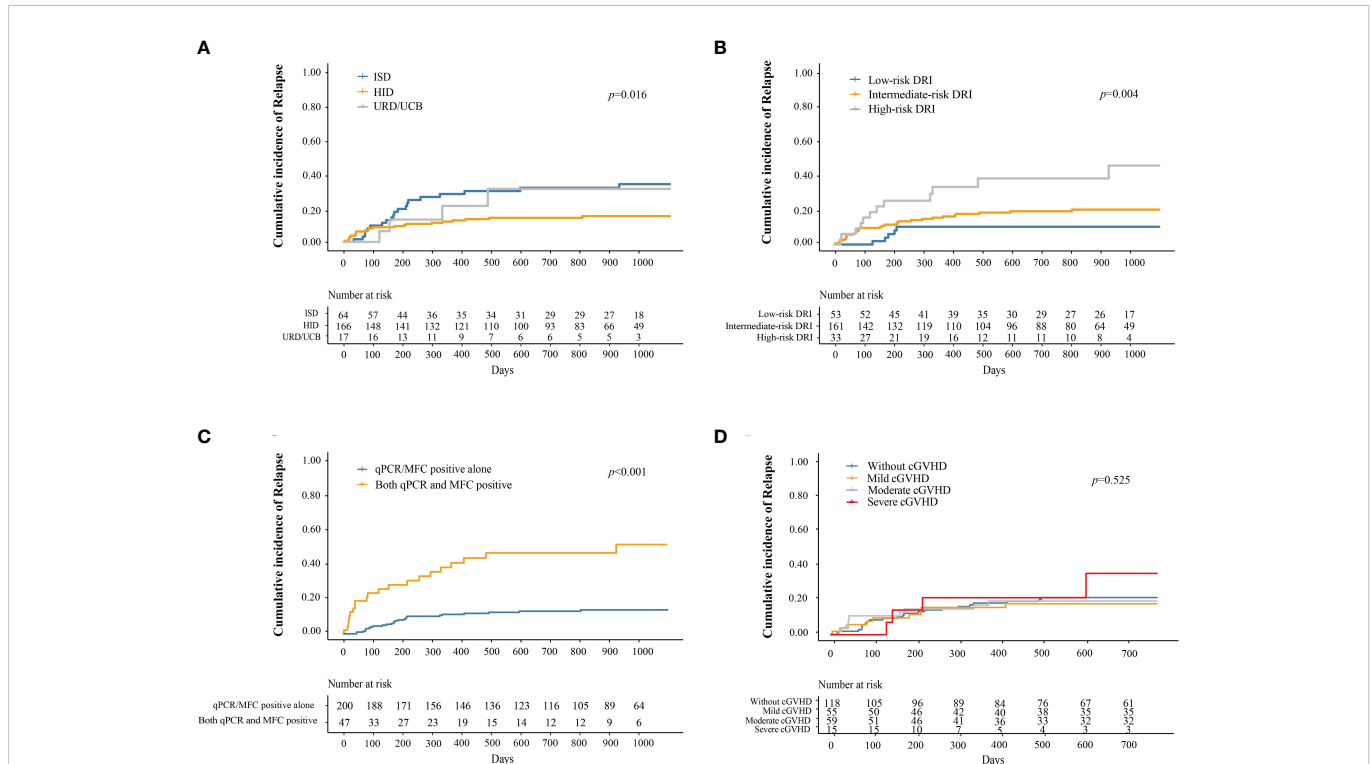 A
Cumulative incidence of Relapse
1.00
0.80
0.60
0.40
0.20
0.00
ISD
HID
URD/UCB
p=0.016
0 100 200 300 400 500 600 700 800 900 1000
Number at risk
ISD 64 57 44 36 35 34 31 29 29 27 18
HID 166 148 141 132 121 110 100 93 83 66 49
URD/UCB 17 16 13 11 9 7 6 6 5 5 3
0 100 200 300 400 500 600 700 800 900 1000
Days
B
Cumulative incidence of Relapse
1.00
0.80
0.60
0.40
0.20
0.00
Low-risk DRI
Intermediate-risk DRI
High-risk DRI
p=0.004
0 100 200 300 400 500 600 700 800 900 1000
Number at risk
Low-risk DRI 53 52 45 41 39 35 30 29 27 26 17
Intermediate-risk DRI 161 142 132 119 110 104 96 88 80 64 49
High-risk DRI 33 27 21 19 16 12 11 11 10 8 4
0 100 200 300 400 500 600 700 800 900 1000
Days
C
Cumulative incidence of Relapse
1.00
0.80
0.60
0.40
0.20
0.00
qPCR/MFC positive alone
Both qPCR and MFC positive
p<0.001
0 100 200 300 400 500 600 700 800 900 1000
Number at risk
qPCR/MFC positive alone 200 188 171 156 146 136 123 116 105 89 64
Both qPCR and MFC positive 47 33 27 23 19 15 14 12 12 9 6
0 100 200 300 400 500 600 700 800 900 1000
Days
D
Cumulative incidence of Relapse
1.00
0.80
0.60
0.40
0.20
0.00
Without cGVHD
Mild cGVHD
Moderate cGVHD
Severe cGVHD
p=0.525
0 100 200 300 400 500 600 700
Number at risk
Without cGVHD 118 105 96 89 84 76 67 61
Mild cGVHD 55 50 46 42 40 38 35 35
Moderate cGVHD 59 51 46 41 36 33 32 32
Severe cGVHD 15 15 10 7 5 4 3 3
0 100 200 300 400 500 600 700
Days